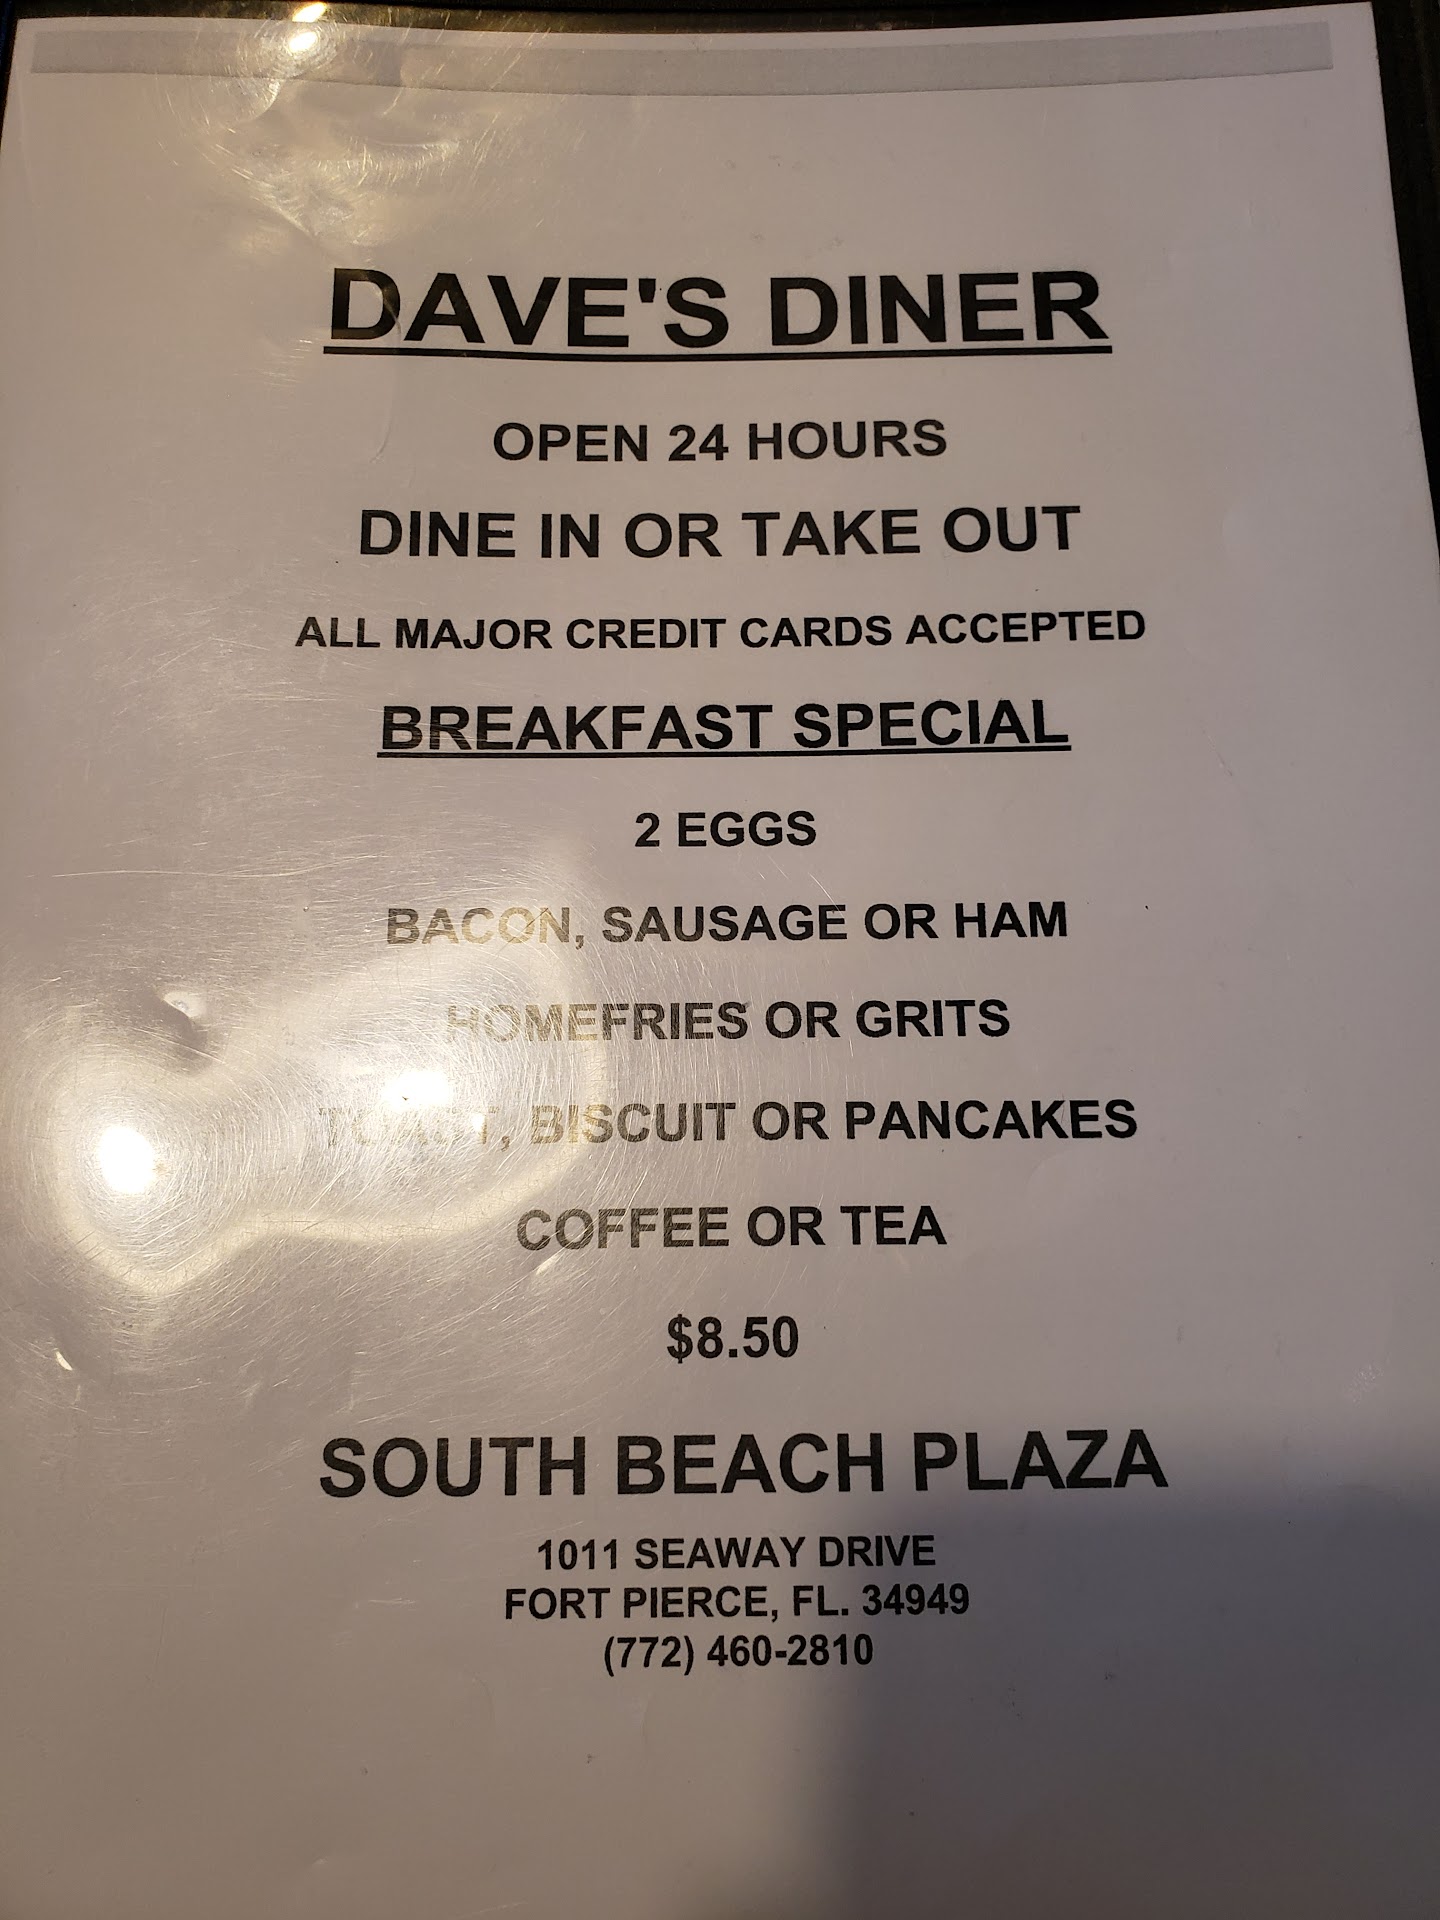 DAVE'S DINER
OPEN 24 HOURS
DINE IN OR TAKE OUT
ALL MAJOR CREDIT CARDS ACCEPTED
BREAKFAST SPECIAL
2 EGGS
BACON, SAUSAGE OR HAM
HOMEFRIES OR GRITS
TOAST, BISCUIT OR PANCAKES
COFFEE OR TEA
$8.50
SOUTH BEACH PLAZA
1011 SEAWAY DRIVE
FORT PIERCE, FL. 34949
(772) 460-2810